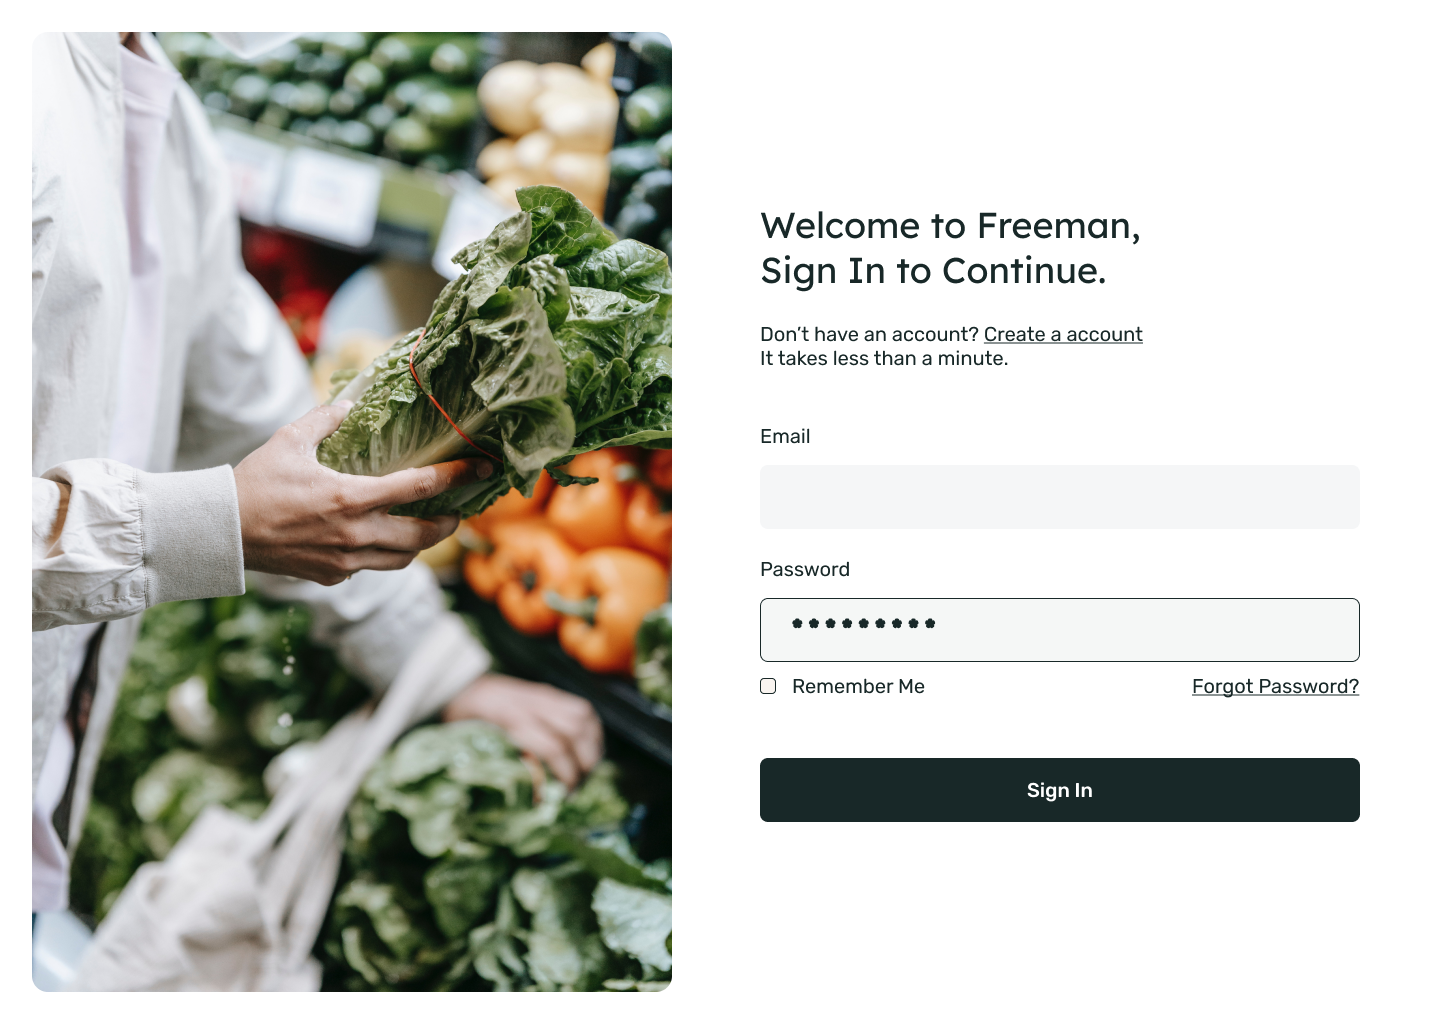 Welcome to Freeman,
Sign In to Continue.
Don’t have an account? Create a account
It takes less than a minute.
Email
Password
Remember Me
Forgot Password?
Sign In